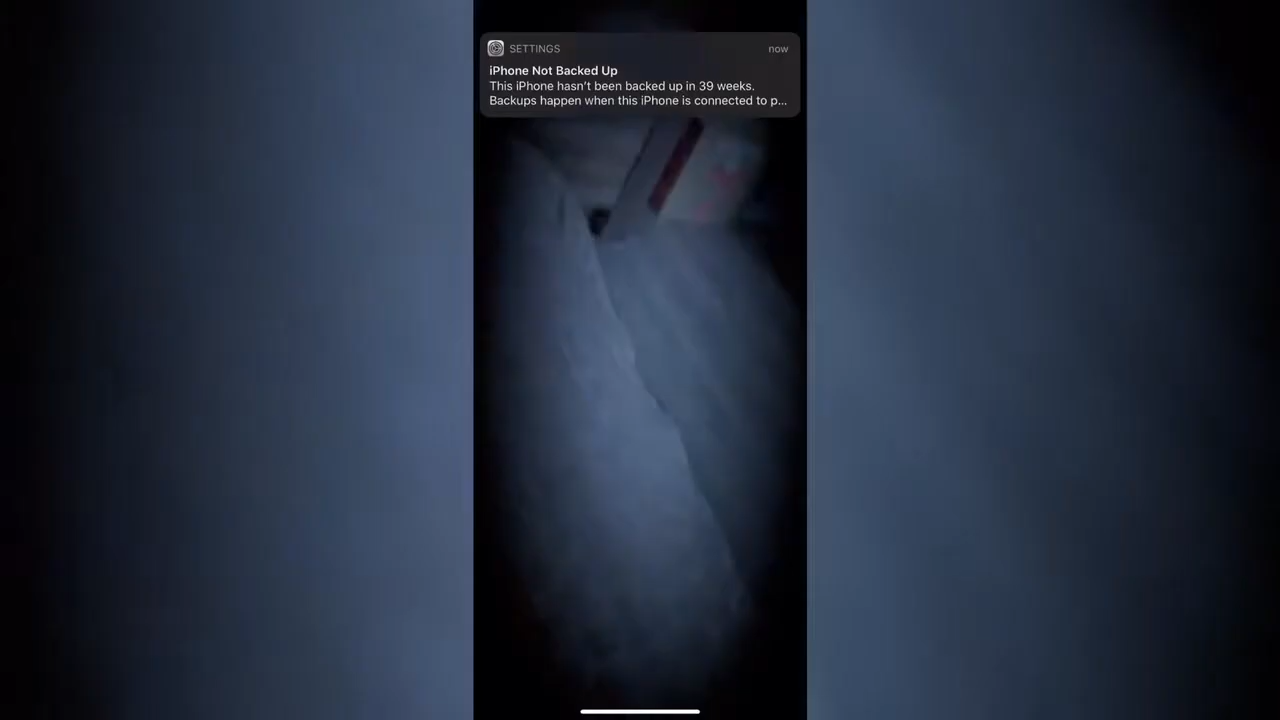 SETTINGS
now
iPhone Not Backed Up
This iPhone hasn’t been backed up in 39 weeks.
Backups happen when this iPhone is connected to p...